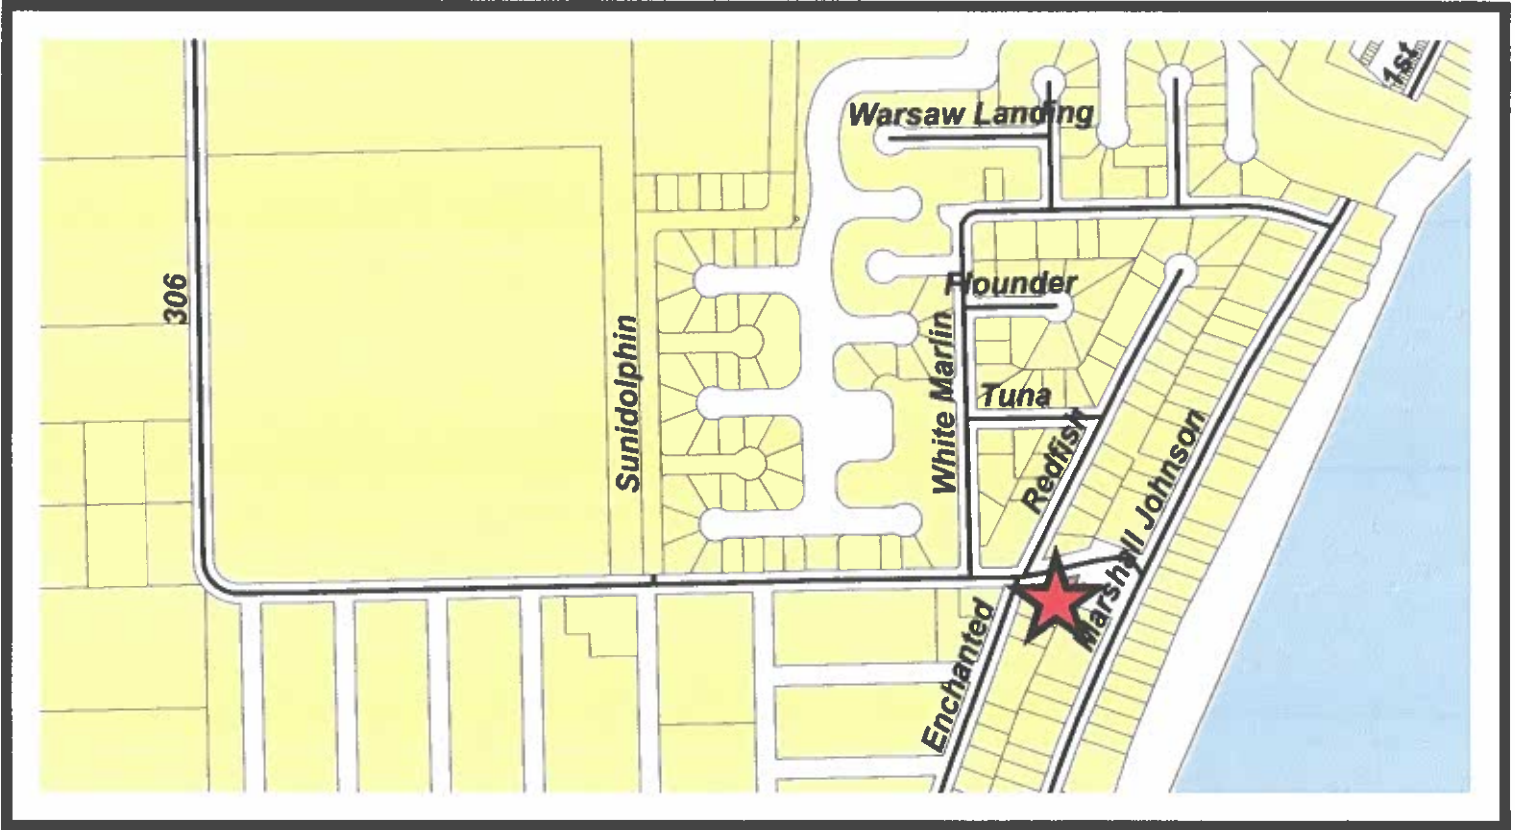 1st
Warsaw Landing
306
Flounder
Sunidolphin
White Marlin
Tuna
Redfish
Marshall Johnson
Enchanted